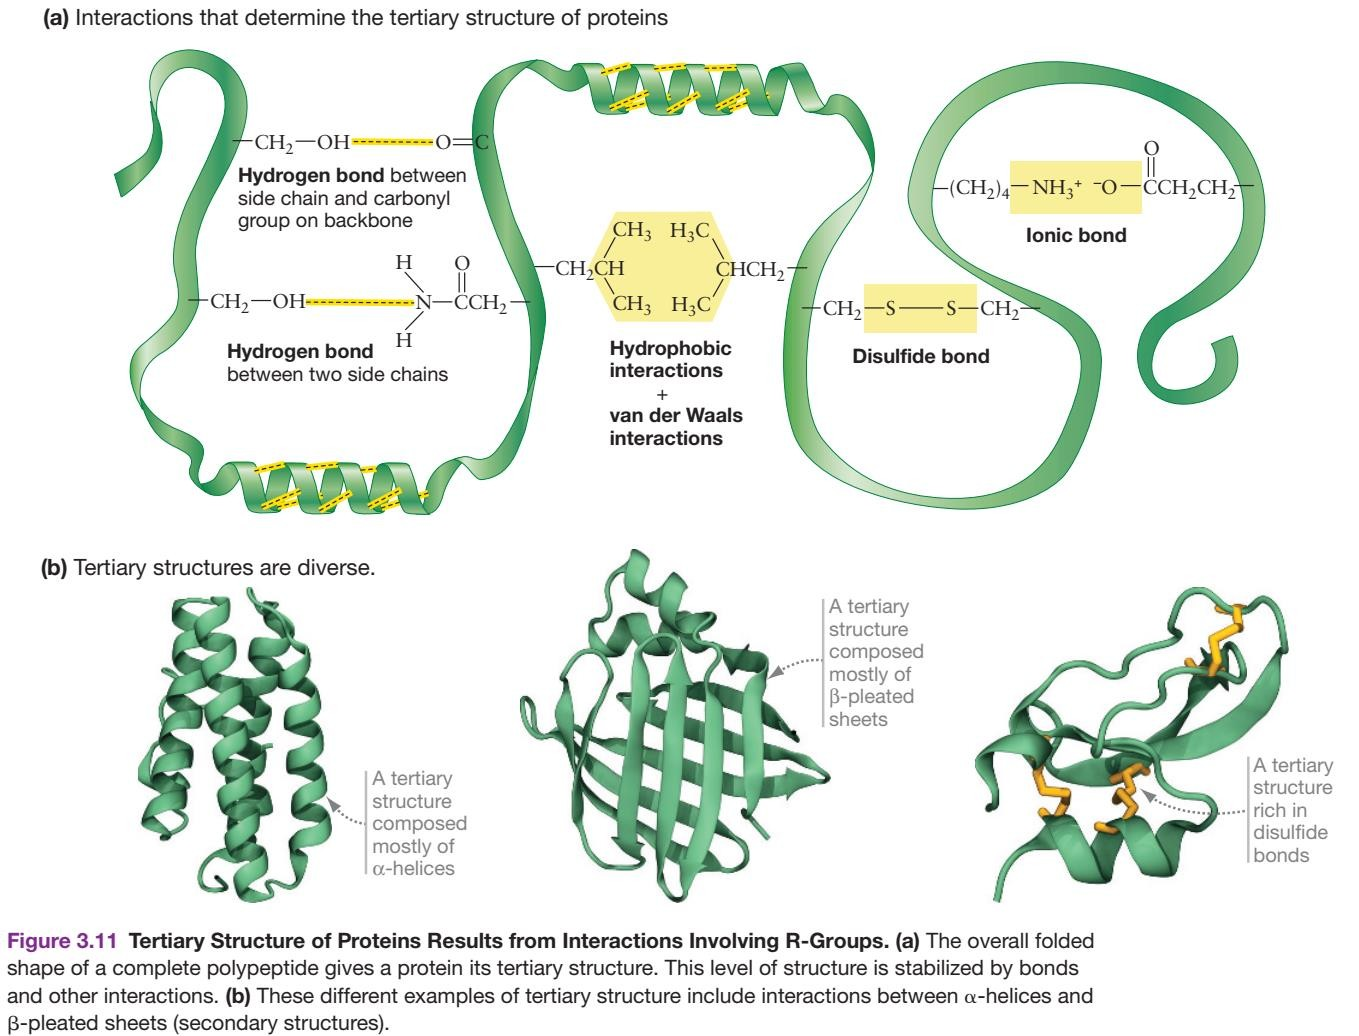 (a) Interactions that determine the tertiary structure of proteins
—CH₂—OH
O=C
Hydrogen bond between
side chain and carbonyl
group on backbone
—CH₂—OH
H
N—CCH₂—
O
H
Hydrogen bond
between two side chains
—CH₂CH
CH₃
CH₃
H₃C
CHCH₂—
H₃C
Hydrophobic
interactions
+
van der Waals
interactions
—CH₂—S——S—CH₂—
Disulfide bond
O
—(CH₂)₄—NH₃⁺ ⁻O—CCH₂CH₂—
Ionic bond
(b) Tertiary structures are diverse.
A tertiary
structure
composed
mostly of
α-helices
A tertiary
structure
composed
mostly of
β-pleated
sheets
A tertiary
structure
rich in
disulfide
bonds
Figure 3.11 Tertiary Structure of Proteins Results from Interactions Involving R-Groups. (a) The overall folded
shape of a complete polypeptide gives a protein its tertiary structure. This level of structure is stabilized by bonds
and other interactions. (b) These different examples of tertiary structure include interactions between α-helices and
β-pleated sheets (secondary structures).